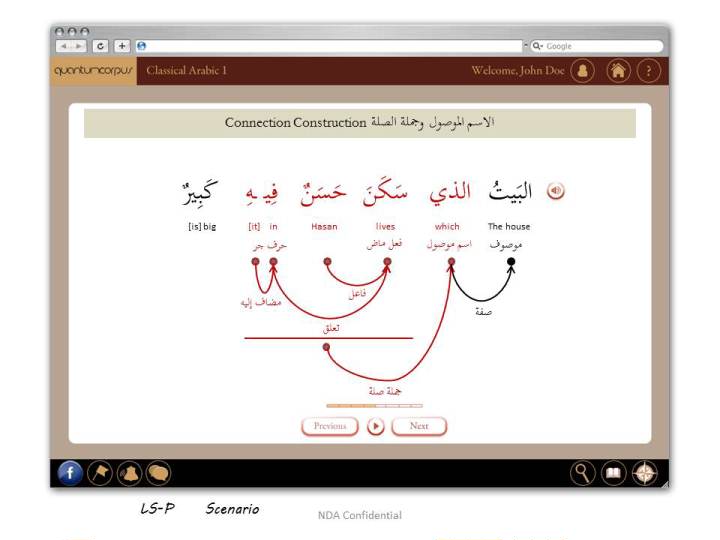 Google
quantumcorpus Classical Arabic 1 Welcome, John Doe ?
Connection Construction الاسم الموصول وجملة الصلة
البَيتُ الذي سَكَنَ حَسَنٌ فِيـهِ كَبِيرٌ
[is] big [it] in Hasan lives which The house
موصوف اسم موصول فعل ماض حرف جر
فاعل
مضاف إليه
صفة
تعلق
جملة صلة
Previous Next
f
LS-P Scenario
NDA Confidential